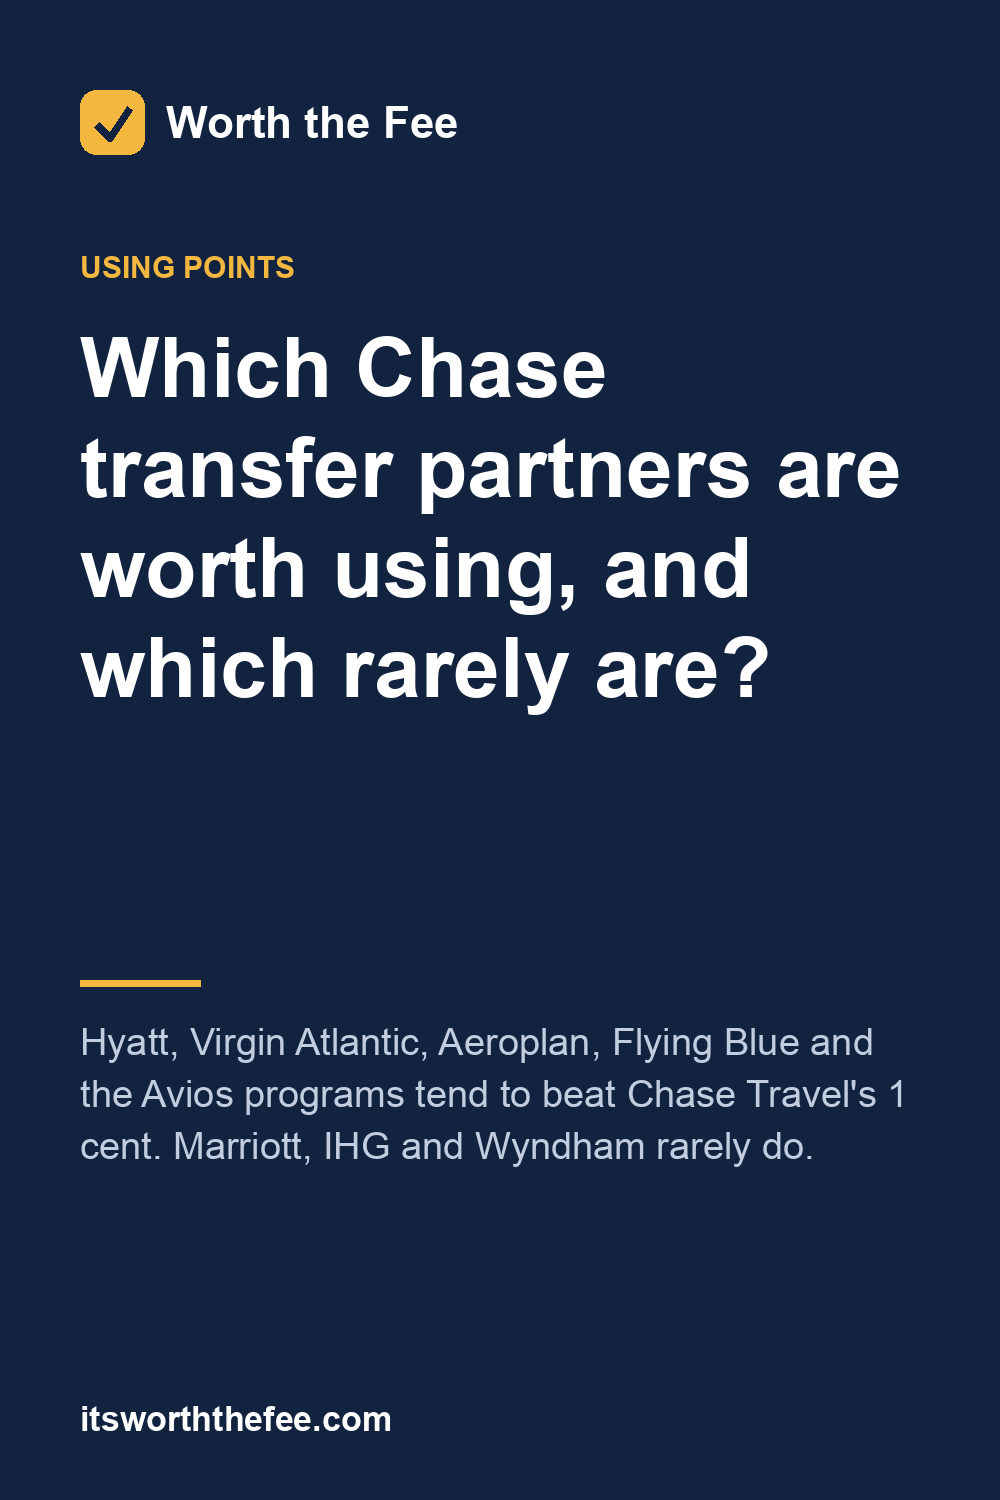 Worth the Fee
USING POINTS
Which Chase
transfer partners are
worth using, and
which rarely are?
Hyatt, Virgin Atlantic, Aeroplan, Flying Blue and
the Avios programs tend to beat Chase Travel's 1
cent. Marriott, IHG and Wyndham rarely do.
itsworththefee.com